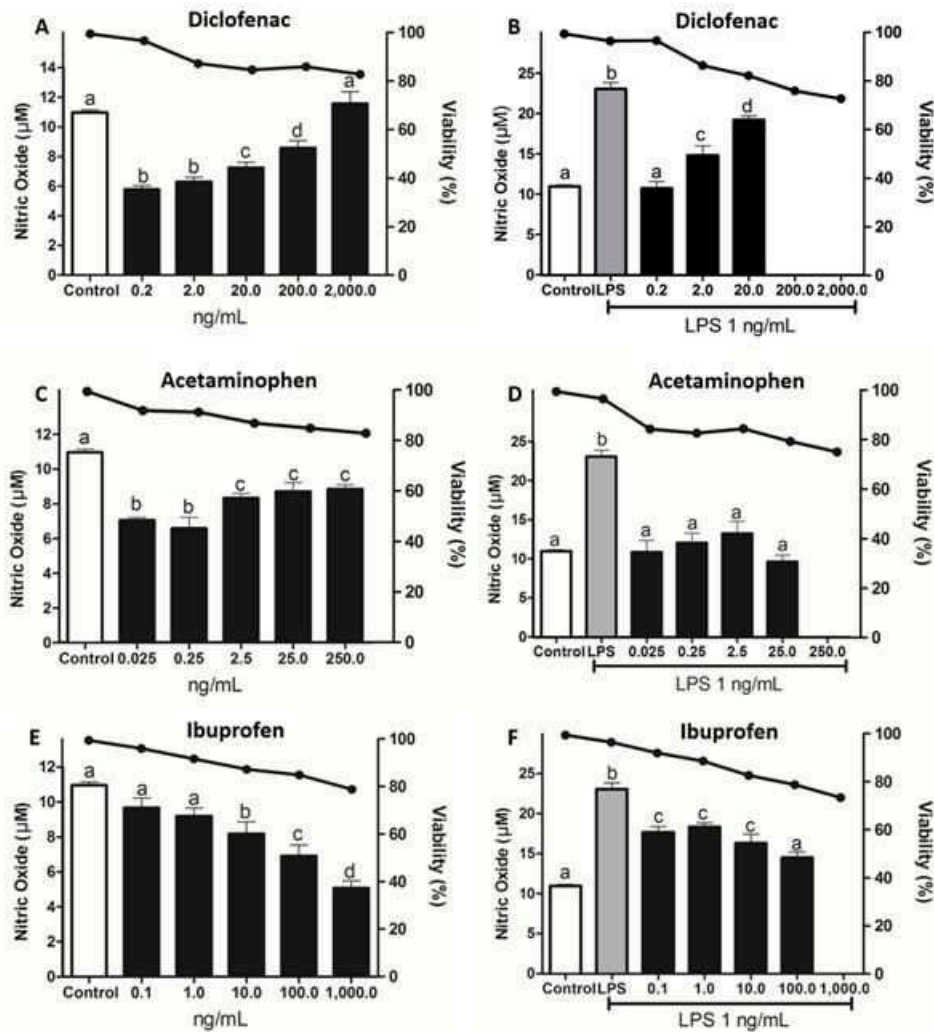 A
Diclofenac
14
12
10
8
6
4
2
0
Nitric Oxide (µM)
100
80
60
40
20
0
Viability (%)
a
b
b
c
d
a
Control 0.2 2.0 20.0 200.0 2,000.0
ng/mL
B
Diclofenac
25
20
15
10
5
0
Nitric Oxide (µM)
100
80
60
40
20
0
Viability (%)
a
b
a
c
d
Control LPS 0.2 2.0 20.0 200.0 2,000.0
LPS 1 ng/mL
C
Acetaminophen
12
10
8
6
4
2
0
Nitric Oxide (µM)
100
80
60
40
20
0
Viability (%)
a
b
b
c
c
c
Control 0.025 0.25 2.5 25.0 250.0
ng/mL
D
Acetaminophen
25
20
15
10
5
0
Nitric Oxide (µM)
100
80
60
40
20
0
Viability (%)
a
b
a
a
a
a
Control LPS 0.025 0.25 2.5 25.0 250.0
LPS 1 ng/mL
E
Ibuprofen
12
10
8
6
4
2
0
Nitric Oxide (µM)
100
80
60
40
20
0
Viability (%)
a
a
a
b
c
d
Control 0.1 1.0 10.0 100.0 1,000.0
ng/mL
F
Ibuprofen
25
20
15
10
5
0
Nitric Oxide (µM)
100
80
60
40
20
0
Viability (%)
a
b
c
c
c
a
Control LPS 0.1 1.0 10.0 100.0 1,000.0
LPS 1 ng/mL